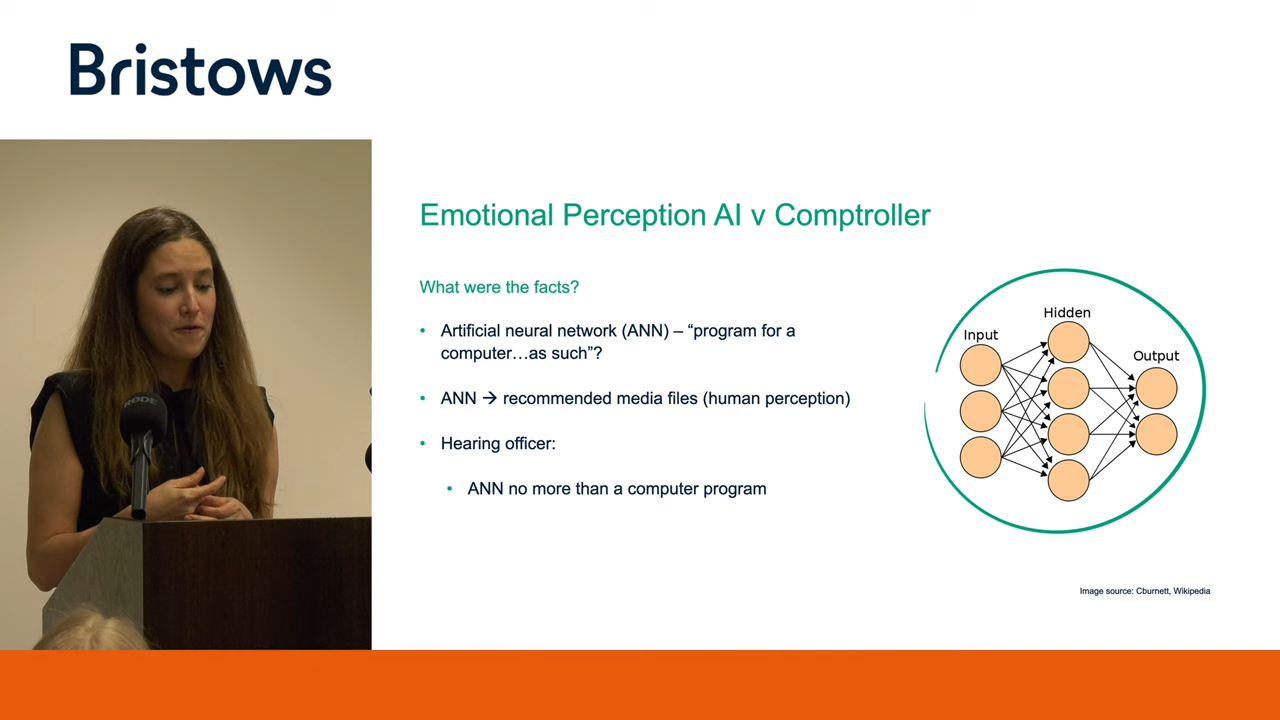 Bristows
Emotional Perception AI v Comptroller
What were the facts?
• Artificial neural network (ANN) – “program for a
computer…as such”?
• ANN → recommended media files (human perception)
• Hearing officer:
• ANN no more than a computer program
Input
Hidden
Output
Image source: Cburnett, Wikipedia
RØDE